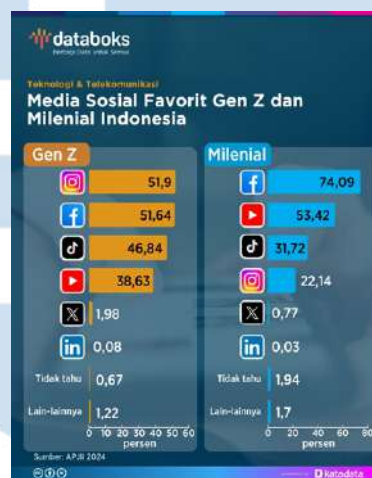 databoks
Teknologi & Telekomunikasi
Media Sosial Favorit Gen Z dan
Milenial Indonesia
Gen Z
51,9
51,64
46,84
38,63
1,98
in 0,08
Tidak tahu 0,67
Lain-lainnya 1,22
0 10 20 30 40 50 60
persen
Milenial
74,09
53,42
31,72
22,14
0,77
in 0,03
Tidak tahu 1,94
Lain-lainnya 1,7
0 20 40 60 80
persen
Sumber: APJII 2024
katadata